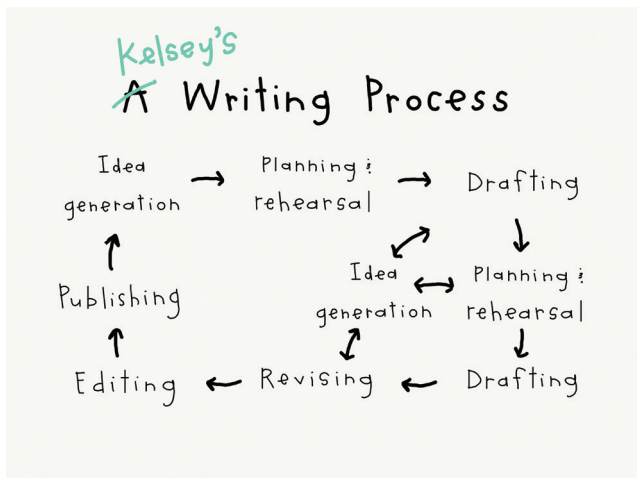 Kelsey's
A Writing Process
Idea
generation
Planning &
rehearsal
Drafting
Idea
generation
Planning &
rehearsal
Publishing
Editing
Revising
Drafting